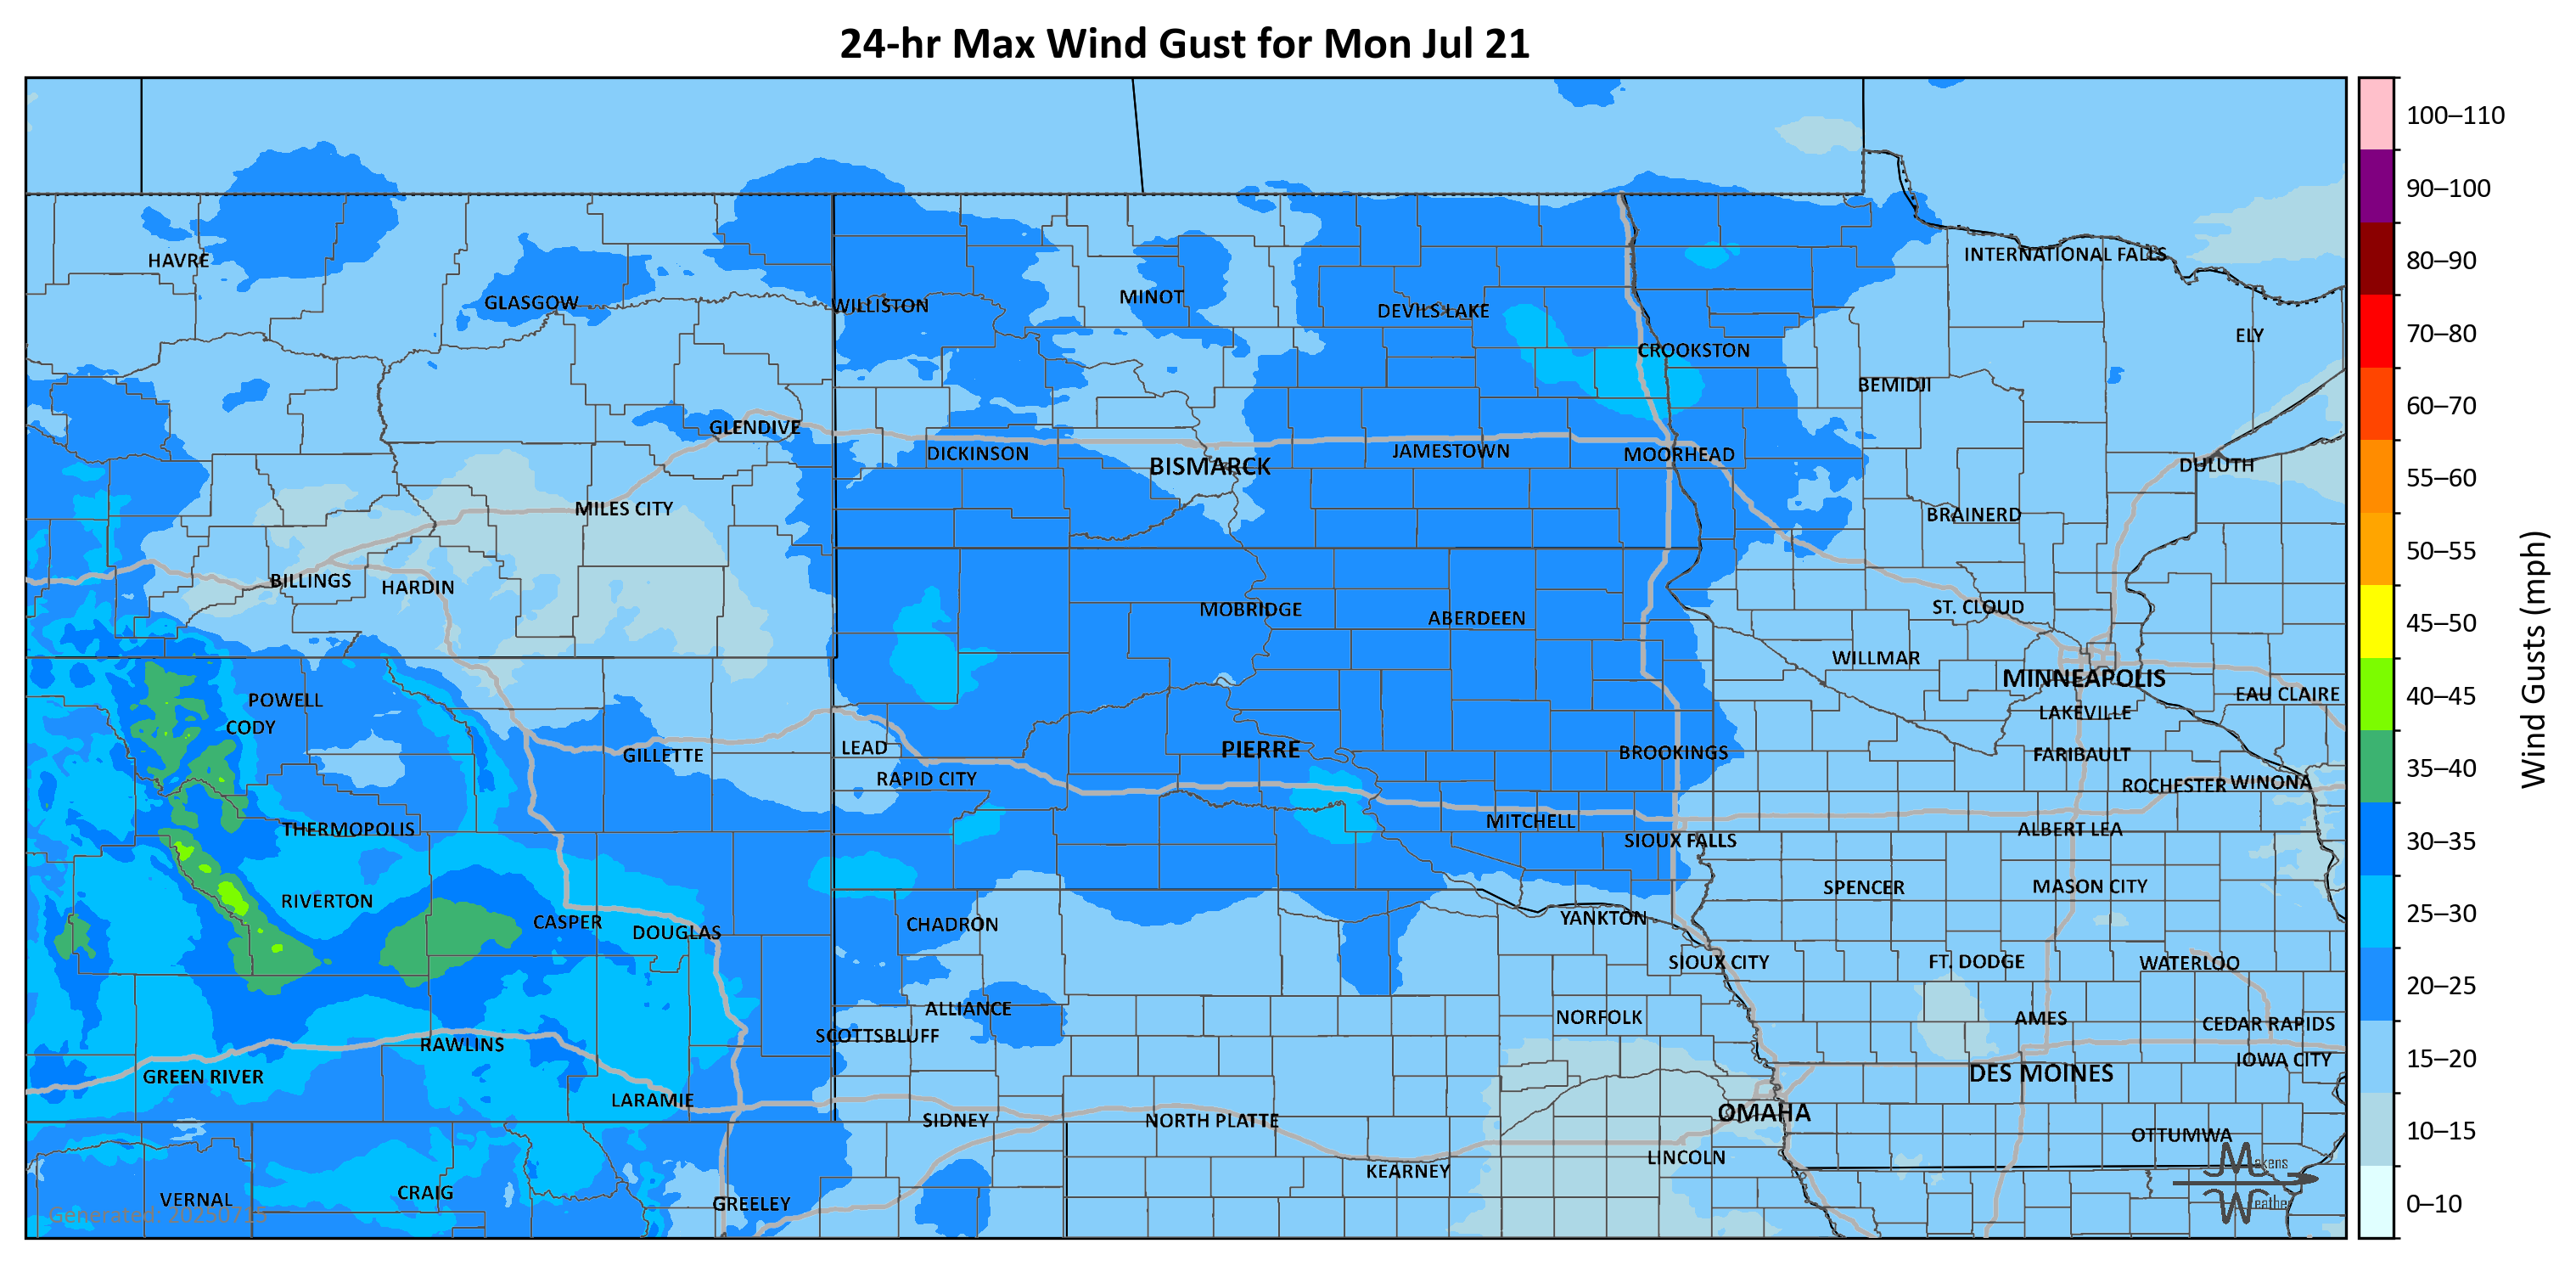 24-hr Max Wind Gust for Mon Jul 21
100–110
90–100
INTERNATIONAL FALLS
HAVRE
80–90
MINOT
GLASGOW
WILLISTON
DEVILS LAKE
ELY
70–80
CROOKSTON
BEMIDJI
60–70
GLENDIVE
DICKINSON
JAMESTOWN
MOORHEAD
BISMARCK
DULUTH
55–60
MILES CITY
BRAINERD
50–55
BILLINGS
HARDIN
MOBRIDGE
ABERDEEN
ST. CLOUD
45–50
WILLMAR
MINNEAPOLIS
EAU CLAIRE
40–45
POWELL
LAKEVILLE
CODY
GILLETTE
LEAD
PIERRE
BROOKINGS
FARIBAULT
Wind Gusts (mph)
35–40
RAPID CITY
ROCHESTER
WINONA
THERMOPOLIS
MITCHELL
ALBERT LEA
SIOUX FALLS
30–35
SPENCER
MASON CITY
RIVERTON
CASPER
CHADRON
YANKTON
25–30
DOUGLAS
SIOUX CITY
FT. DODGE
WATERLOO
20–25
ALLIANCE
NORFOLK
AMES
CEDAR RAPIDS
SCOTTSBLUFF
RAWLINS
IOWA CITY
15–20
GREEN RIVER
DES MOINES
LARAMIE
SIDNEY
NORTH PLATTE
OMAHA
OTTUMWA
10–15
LINCOLN
KEARNEY
Makens
VERNAL
CRAIG
GREELEY
Weather
0–10
Generated: 20250715